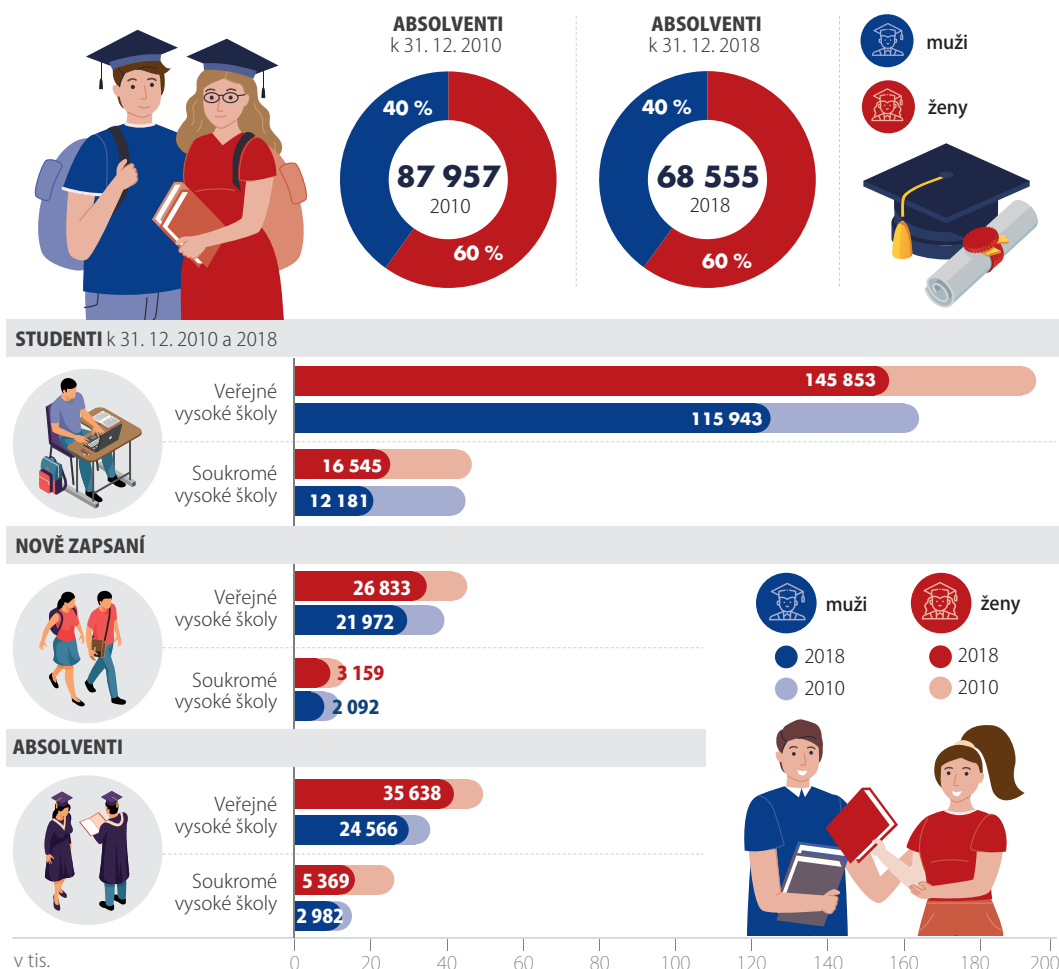 ABSOLVENTI
k 31. 12. 2010
40 %
87 957
2010
60 %
ABSOLVENTI
k 31. 12. 2018
40 %
68 555
2018
60 %
muži
ženy
STUDENTI k 31. 12. 2010 a 2018
Veřejné
vysoké školy
145 853
115 943
Soukromé
vysoké školy
16 545
12 181
NOVĚ ZAPSANÍ
Veřejné
vysoké školy
26 833
21 972
Soukromé
vysoké školy
3 159
2 092
muži
2018
2010
ženy
2018
2010
ABSOLVENTI
Veřejné
vysoké školy
35 638
24 566
Soukromé
vysoké školy
5 369
2 982
v tis.
0 20 40 60 80 100 120 140 160 180 200